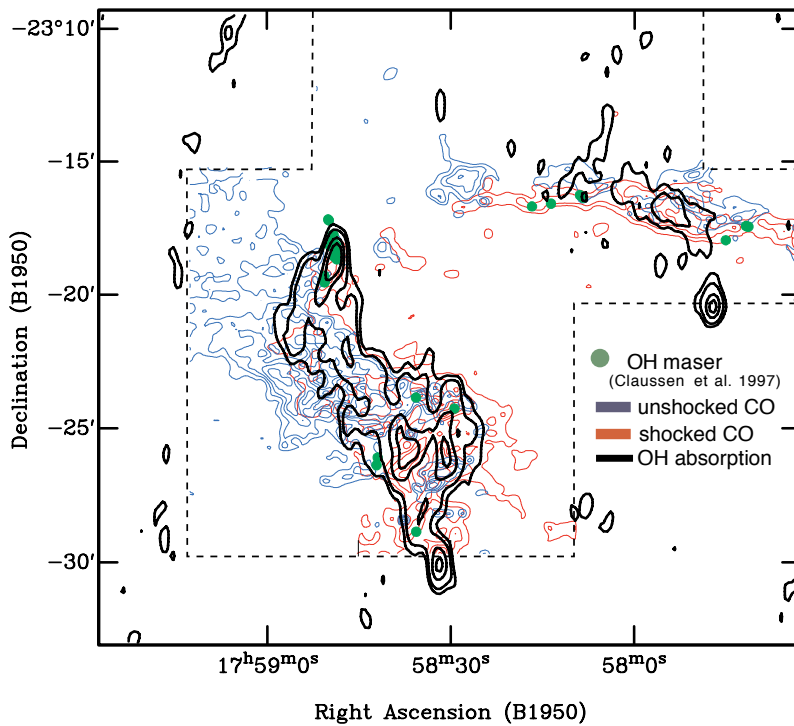 −23°10′
−15′
−20′
−25′
−30′
Declination (B1950)
OH maser
(Claussen et al. 1997)
unshocked CO
shocked CO
OH absorption
17ʰ59ᵐ0ˢ
58ᵐ30ˢ
58ᵐ0ˢ
Right Ascension (B1950)